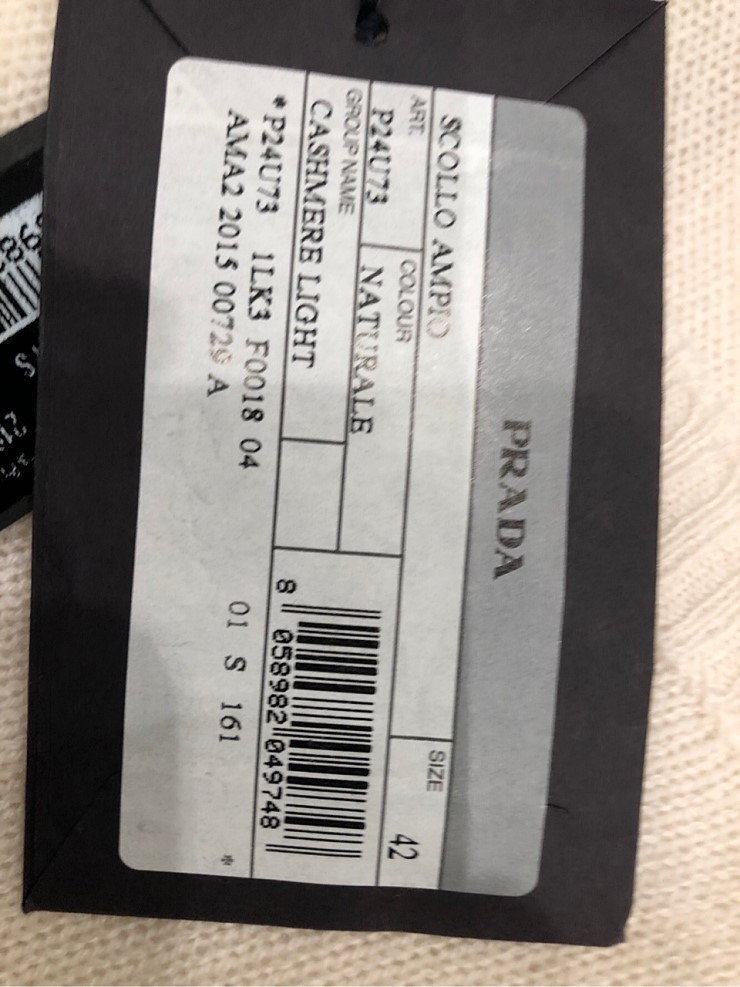 PRADA
SCOLLO AMPIO
SIZE
42
ART.
P24U73
COLOUR
NATURALE
GROUP NAME
CASHMERE LIGHT
8 058982 049748
*P24U73 1LK3 F0018 04
AMA2 2015 00729 A 01 S 161 *